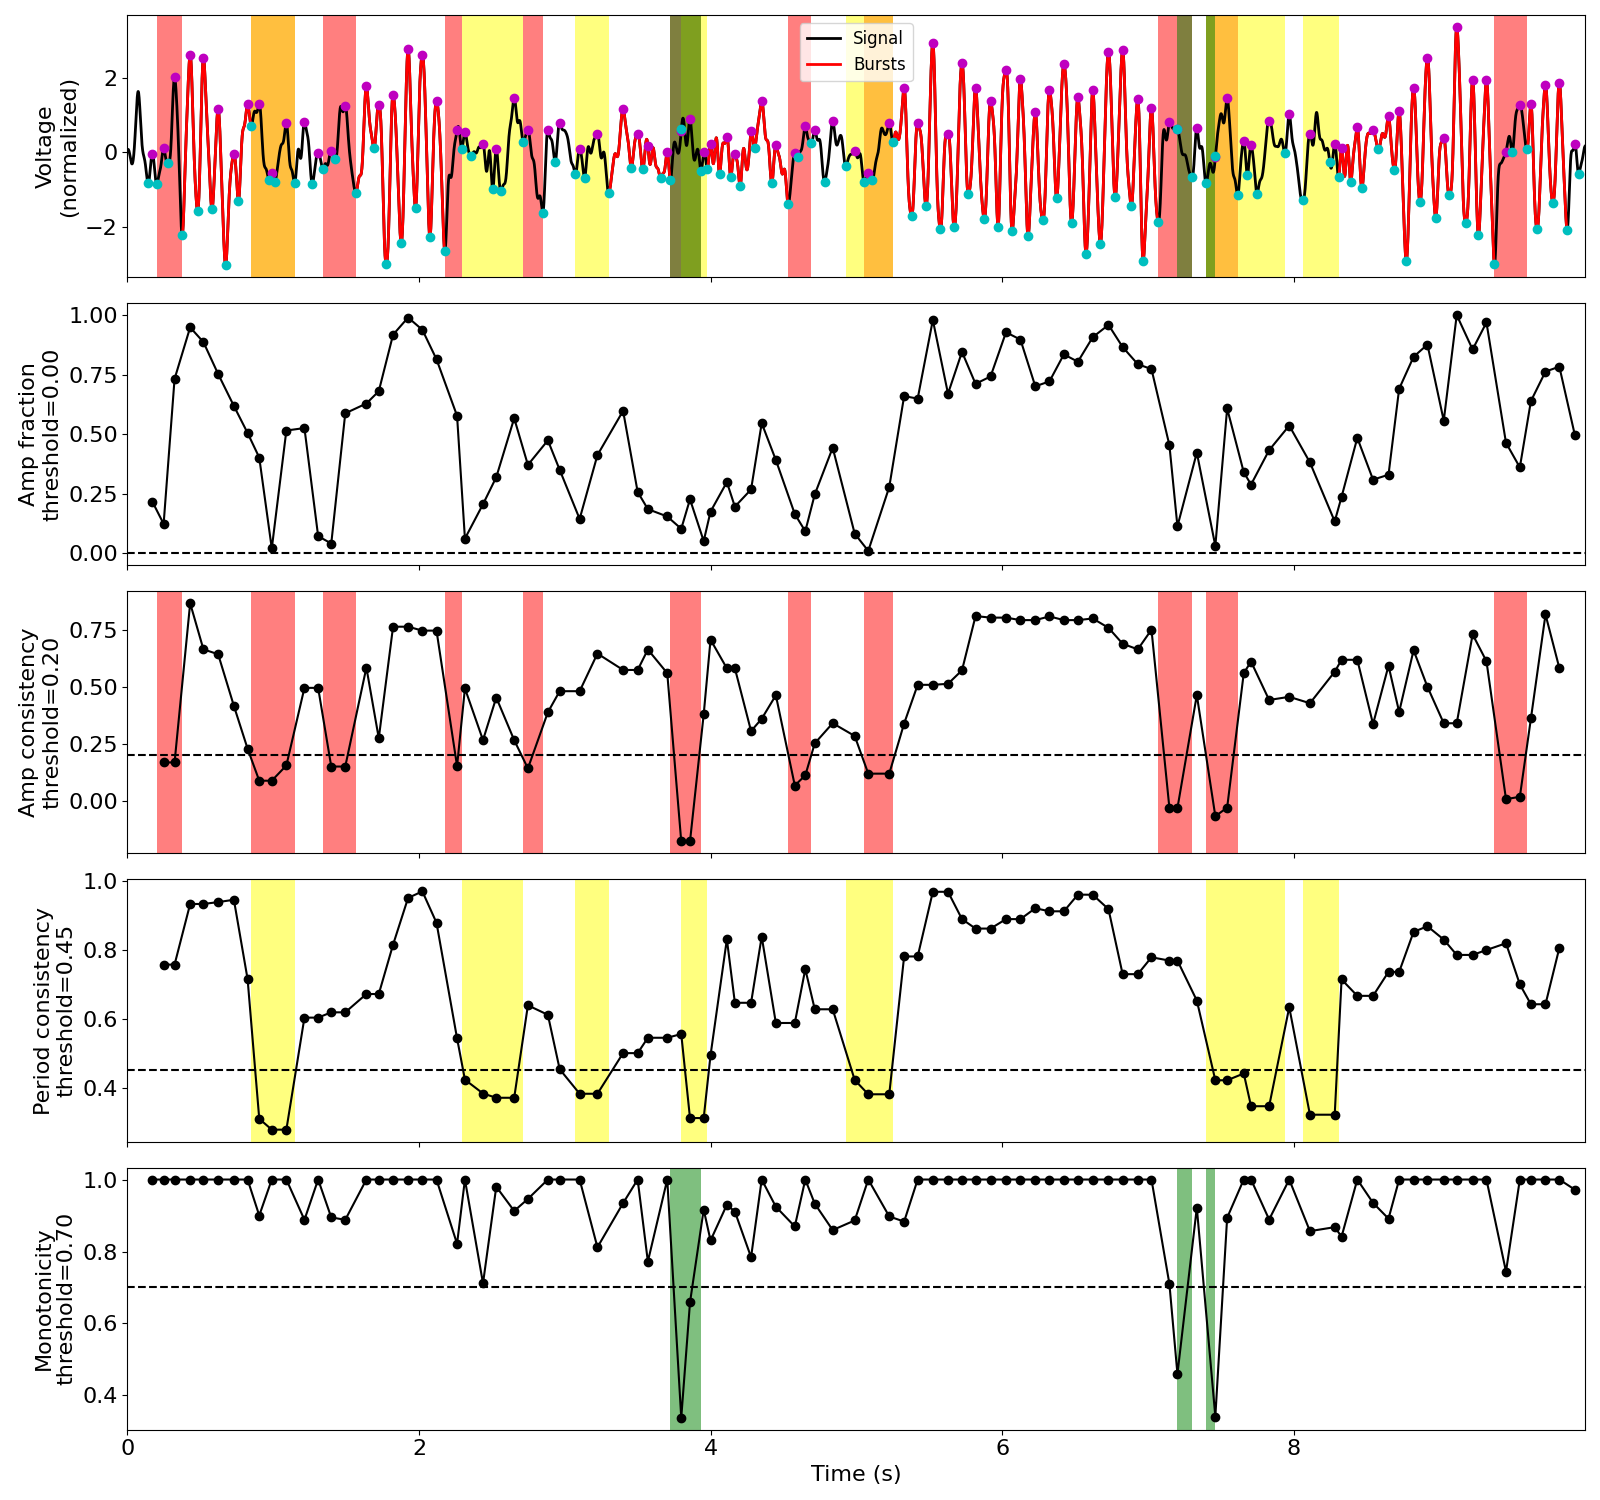 Voltage
(normalized)
2
0
−2
Signal
Bursts
Amp fraction
threshold=0.00
1.00
0.75
0.50
0.25
0.00
Amp consistency
threshold=0.20
0.75
0.50
0.25
0.00
Period consistency
threshold=0.45
1.0
0.8
0.6
0.4
Monotonicity
threshold=0.70
1.0
0.8
0.6
0.4
0
2
4
6
8
Time (s)